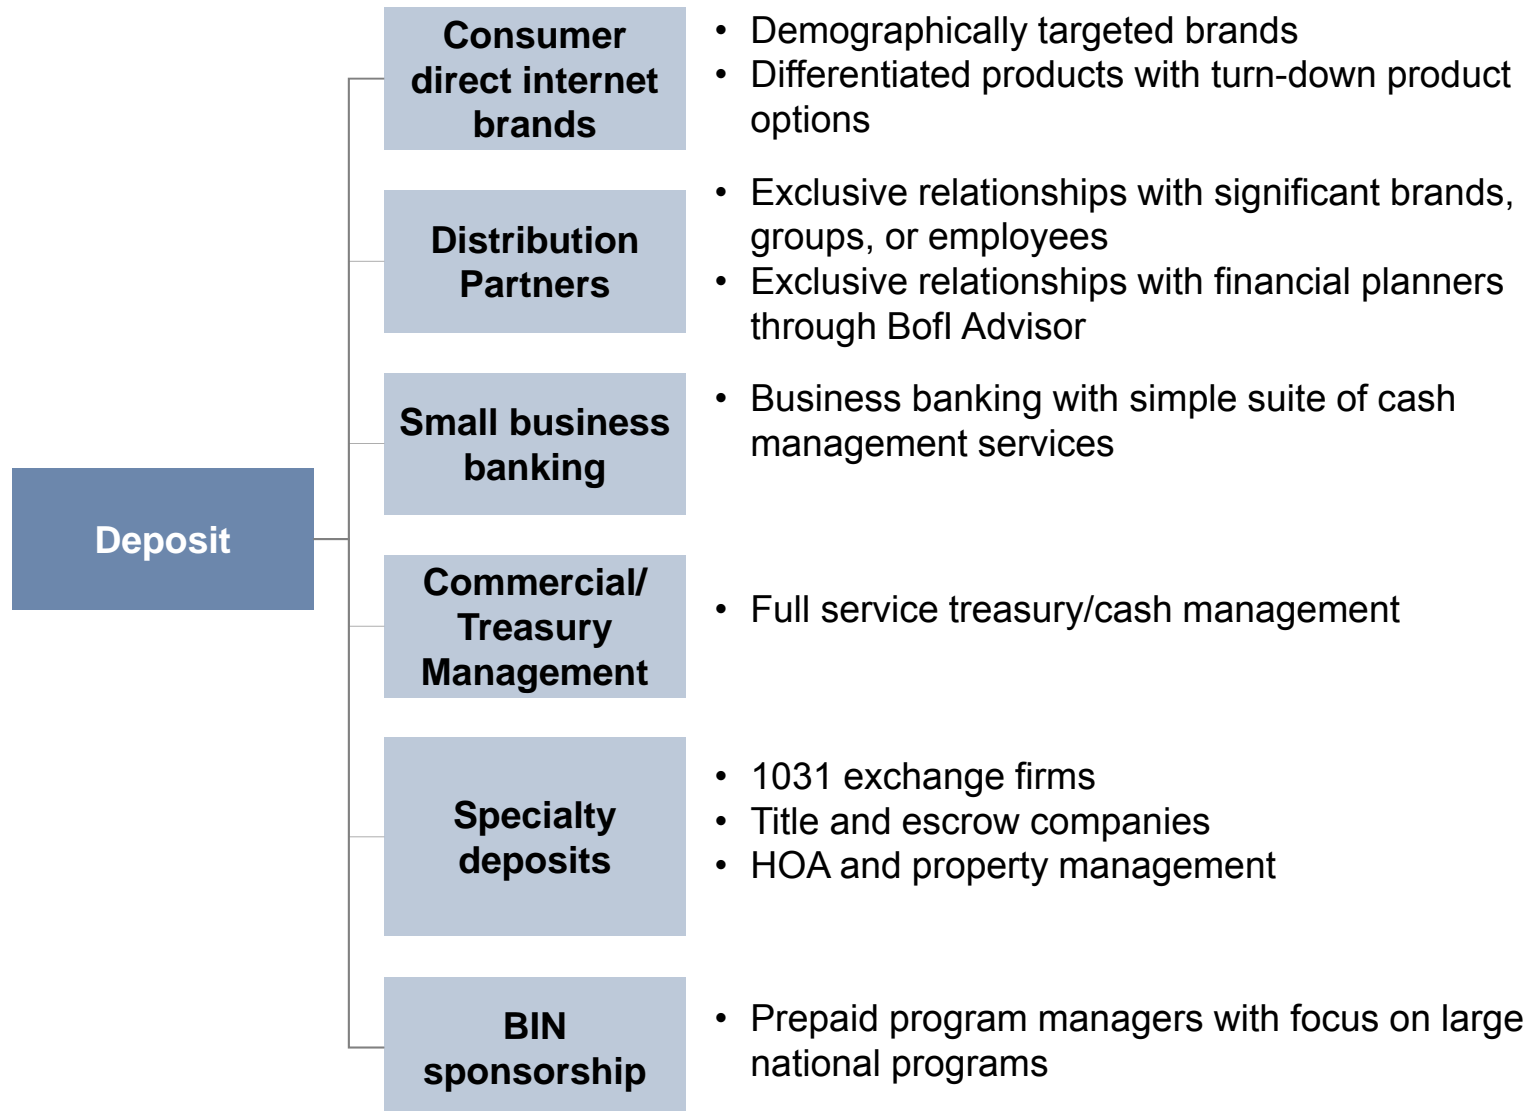 Deposit
Consumer
direct internet
brands
• Demographically targeted brands
• Differentiated products with turn-down product
options
Distribution
Partners
• Exclusive relationships with significant brands,
groups, or employees
• Exclusive relationships with financial planners
through BofI Advisor
Small business
banking
• Business banking with simple suite of cash
management services
Commercial/
Treasury
Management
• Full service treasury/cash management
Specialty
deposits
• 1031 exchange firms
• Title and escrow companies
• HOA and property management
BIN
sponsorship
• Prepaid program managers with focus on large
national programs